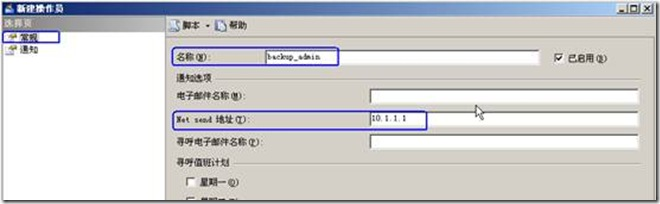 新建操作员
选择页
常规
通知
脚本 帮助
名称(N): backup_admin 已启用(B)
通知选项
电子邮件名称(M):
Net send 地址(T): 10.1.1.1
寻呼电子邮件名称(P):
寻呼值班计划
星期一(O)